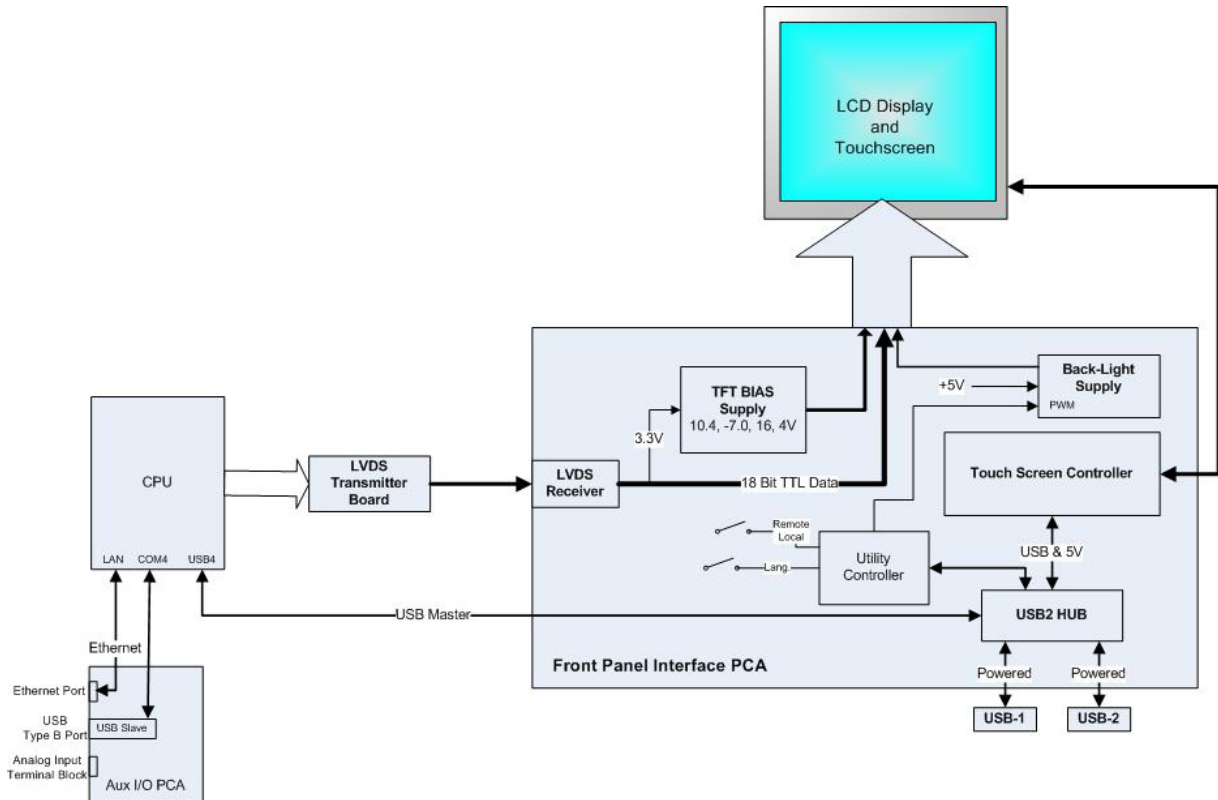 LCD Display
and
Touchscreen
Back-Light
Supply
+5V
PWM
TFT BIAS
Supply
10.4, -7.0, 16, 4V
3.3V
CPU
LVDS
Transmitter
Board
LVDS
Receiver
18 Bit TTL Data
Touch Screen Controller
Remote
Local
Lang.
Utility
Controller
USB & 5V
LAN COM4 USB4
USB Master
USB2 HUB
Ethernet
Front Panel Interface PCA
Powered
Powered
Ethernet Port
USB
Type B Port
USB Slave
USB-1
USB-2
Analog Input
Terminal Block
Aux I/O PCA